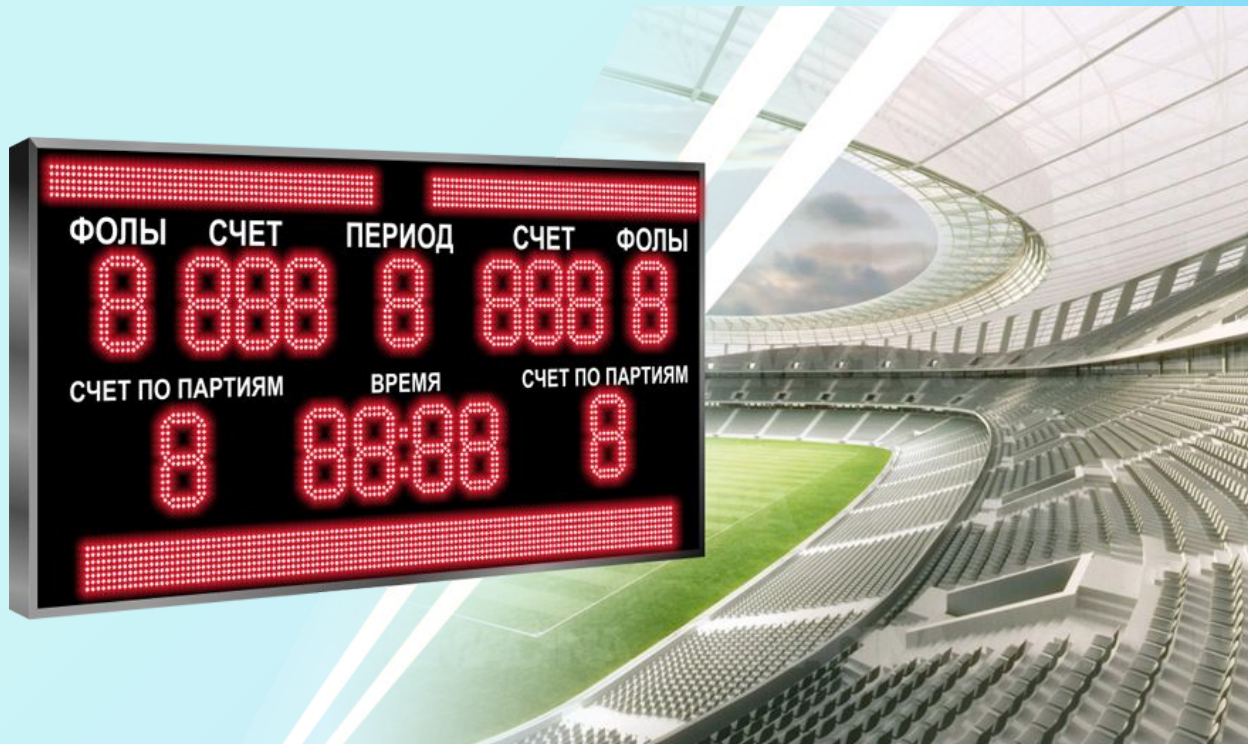 ФОЛЫ СЧЕТ ПЕРИОД СЧЕТ ФОЛЫ
8 888 8 888 8
СЧЕТ ПО ПАРТИЯМ ВРЕМЯ СЧЕТ ПО ПАРТИЯМ
8 88:88 8